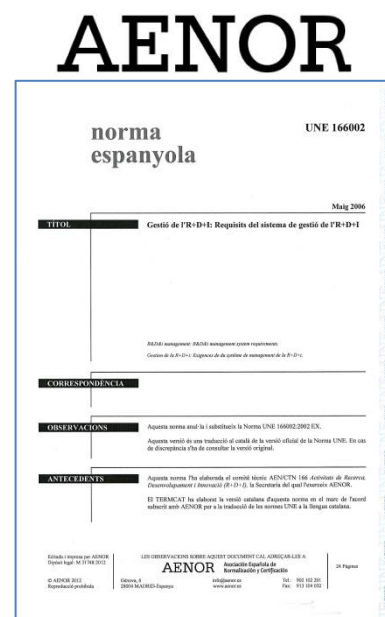 AENOR
norma
espanyola
UNE 166002
Maig 2006
TÍTOL
Gestió de l'R+D+I: Requisits del sistema de gestió de l'R+D+I
R&D&i management: R&D&i management system requirements.
Gestion de la R+D+i: Exigences de du système de management de la R+D+i.
CORRESPONDÈNCIA
OBSERVACIONS
Aquesta norma anul·la i substitueix la Norma UNE 166002:2002 EX.
Aquesta versió és una traducció al català de la versió oficial de la Norma UNE. En cas
de discrepància s'ha de consultar la versió original.
ANTECEDENTS
Aquesta norma l'ha elaborada el comitè tècnic AEN/CTN 166 Activitats de Recerca,
Desenvolupament i Innovació (R+D+I), la Secretaria del qual l'exerceix AENOR.
El TERMCAT ha elaborat la versió catalana d'aquesta norma en el marc de l'acord
subscrit amb AENOR per a la traducció de les normes UNE a la llengua catalana.
Editada i impresa per AENOR
Dipòsit legal: M 31768:2012
© AENOR 2012
Reproducció prohibida
LES OBSERVACIONS SOBRE AQUEST DOCUMENT CAL ADREÇAR-LES A:
AENOR Asociación Española de
Normalización y Certificación
Génova, 6
28004 MADRID-Espanya
info@aenor.es
www.aenor.es
Tel.: 902 102 201
Fax: 913 104 032
24 Pàgines